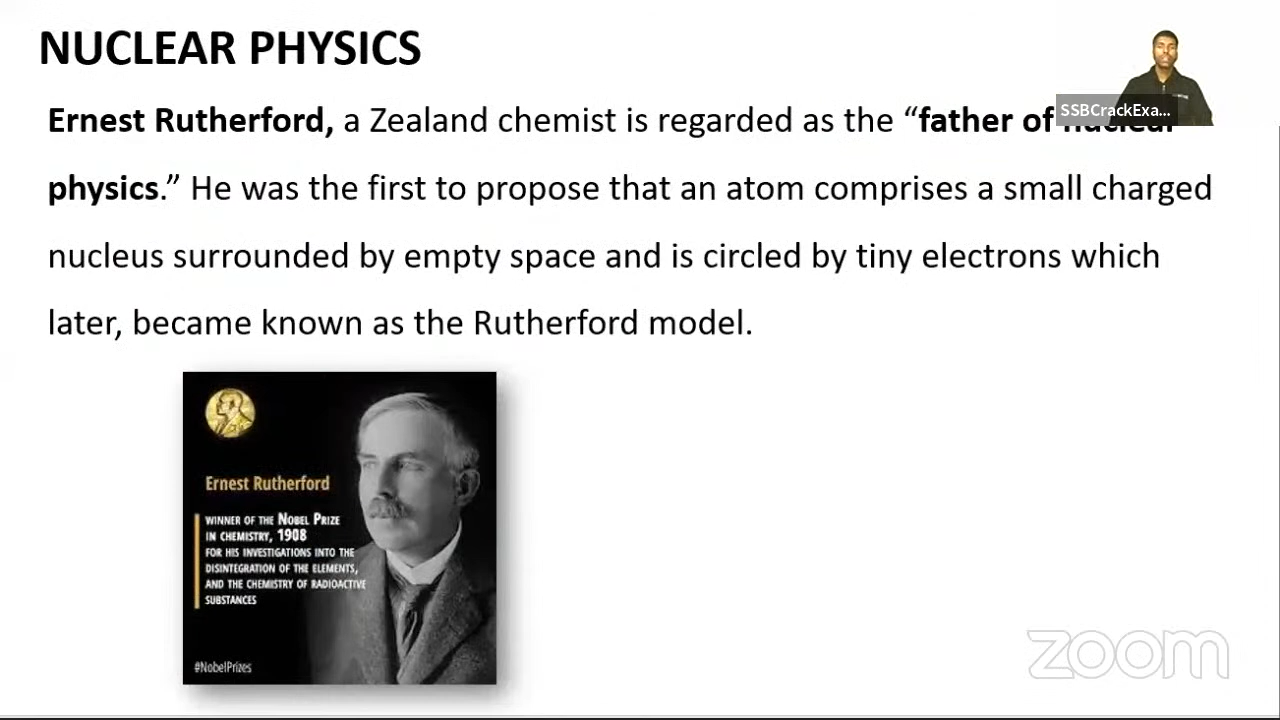 NUCLEAR PHYSICS
Ernest Rutherford, a Zealand chemist is regarded as the “father of nuclear
SSBCrackExa...
physics.” He was the first to propose that an atom comprises a small charged
nucleus surrounded by empty space and is circled by tiny electrons which
later, became known as the Rutherford model.
Ernest Rutherford
WINNER OF THE NOBEL PRIZE
IN CHEMISTRY, 1908
FOR HIS INVESTIGATIONS INTO THE
DISINTEGRATION OF THE ELEMENTS,
AND THE CHEMISTRY OF RADIOACTIVE
SUBSTANCES
#NobelPrizes
zoom